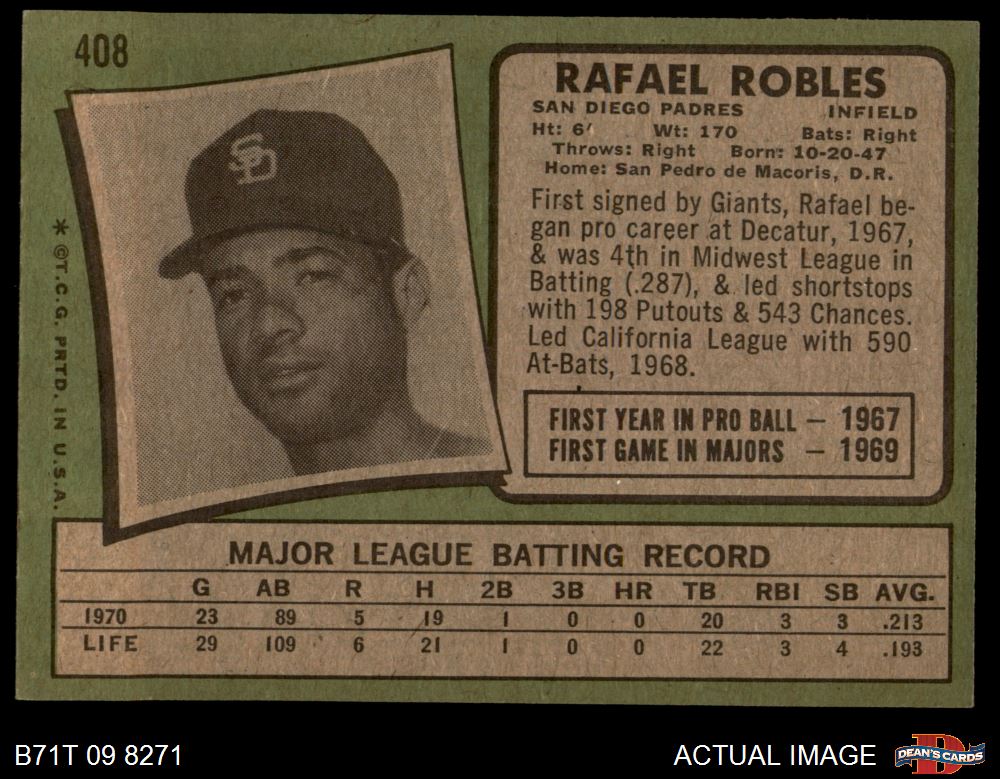 408
RAFAEL ROBLES
SAN DIEGO PADRES INFIELD
Ht: 6' Wt: 170 Bats: Right
Throws: Right Born: 10-20-47
Home: San Pedro de Macoris, D.R.
First signed by Giants, Rafael be-
gan pro career at Decatur, 1967,
& was 4th in Midwest League in
Batting (.287), & led shortstops
with 198 Putouts & 543 Chances.
Led California League with 590
At-Bats, 1968.
FIRST YEAR IN PRO BALL — 1967
FIRST GAME IN MAJORS — 1969
SD
* ©T.C.G. PRTD. IN U.S.A.
MAJOR LEAGUE BATTING RECORD
G AB R H 2B 3B HR TB RBI SB AVG.
1970 23 89 5 19 1 0 0 20 3 3 .213
LIFE 29 109 6 21 1 0 0 22 3 4 .193
B71T 09 8271 ACTUAL IMAGE D DEAN'S CARDS